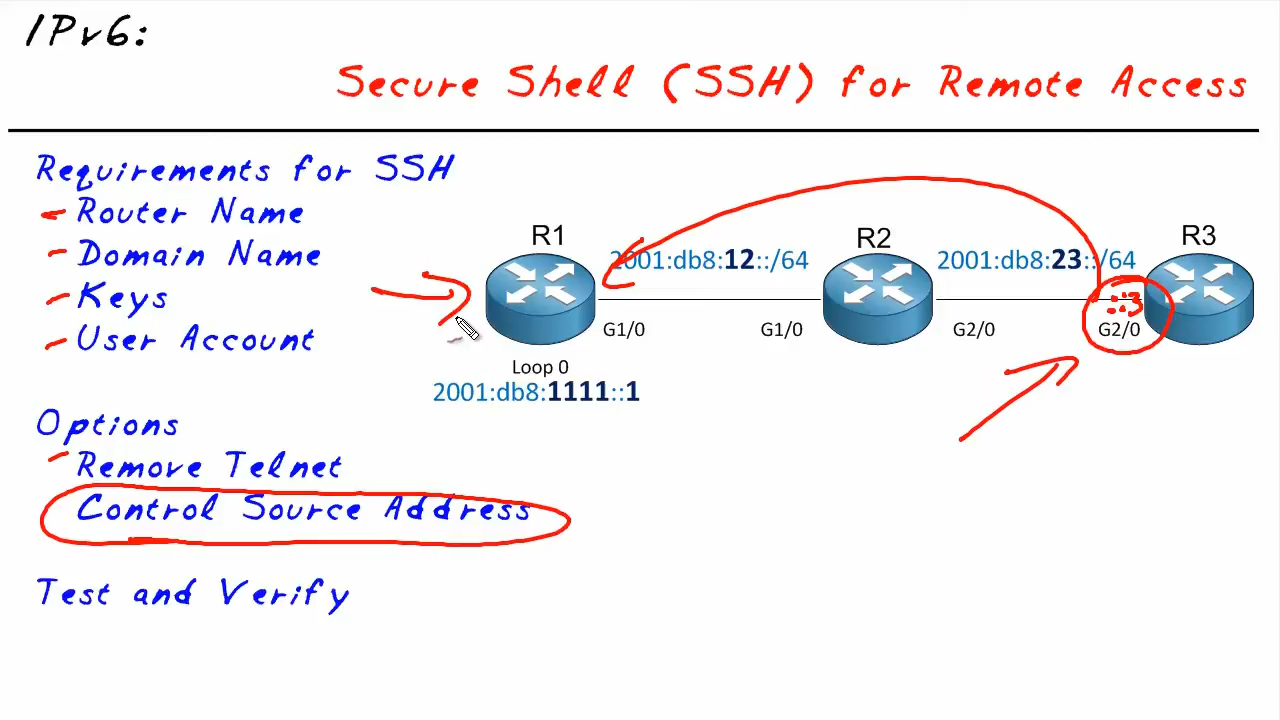 IPv6:
Secure Shell (SSH) for Remote Access
Requirements for SSH
Router Name
Domain Name
Keys
User Account
Options
Remove Telnet
Control Source Address
Test and Verify
R1
R2
R3
2001:db8:12::/64
2001:db8:23::/64
::3
G1/0
G1/0
G2/0
G2/0
Loop 0
2001:db8:1111::1